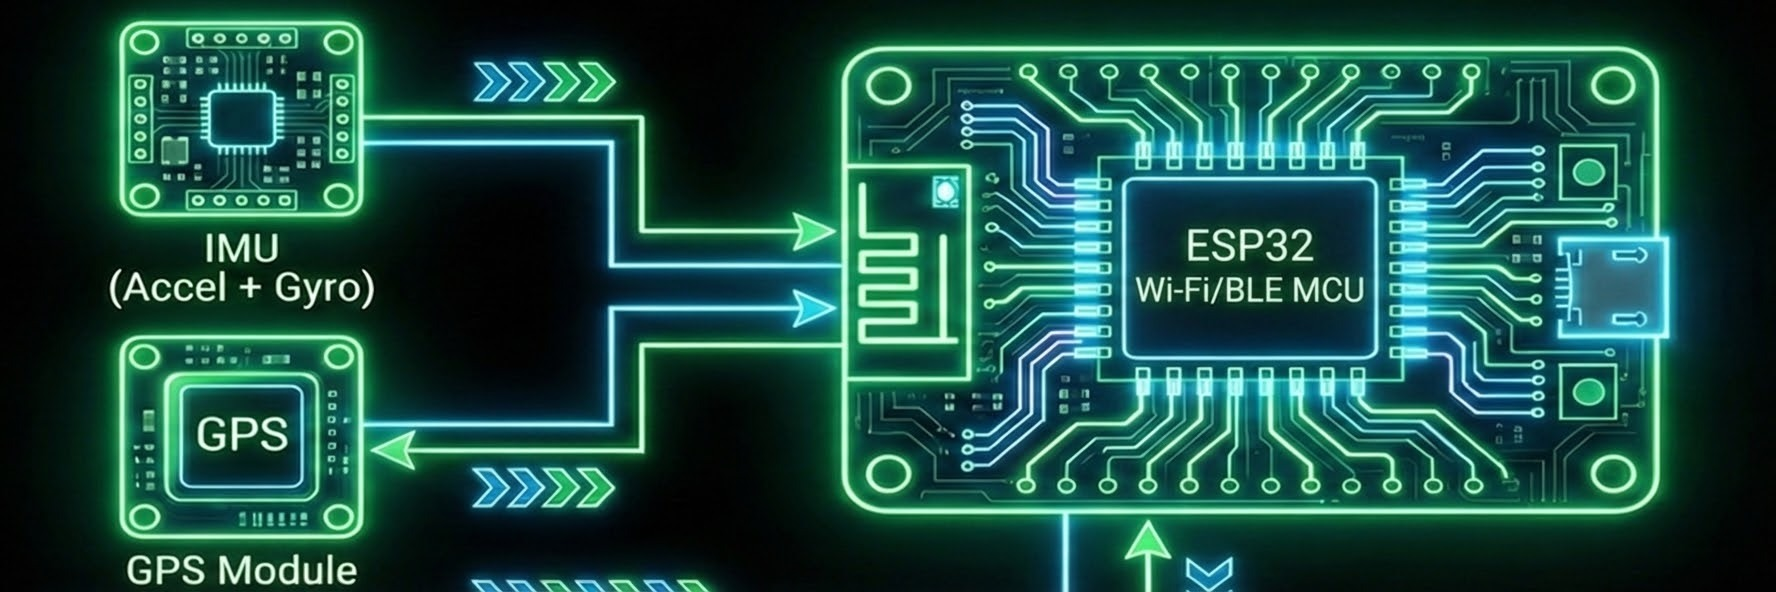 IMU
(Accel + Gyro)
GPS
GPS Module
ESP32
Wi-Fi/BLE MCU